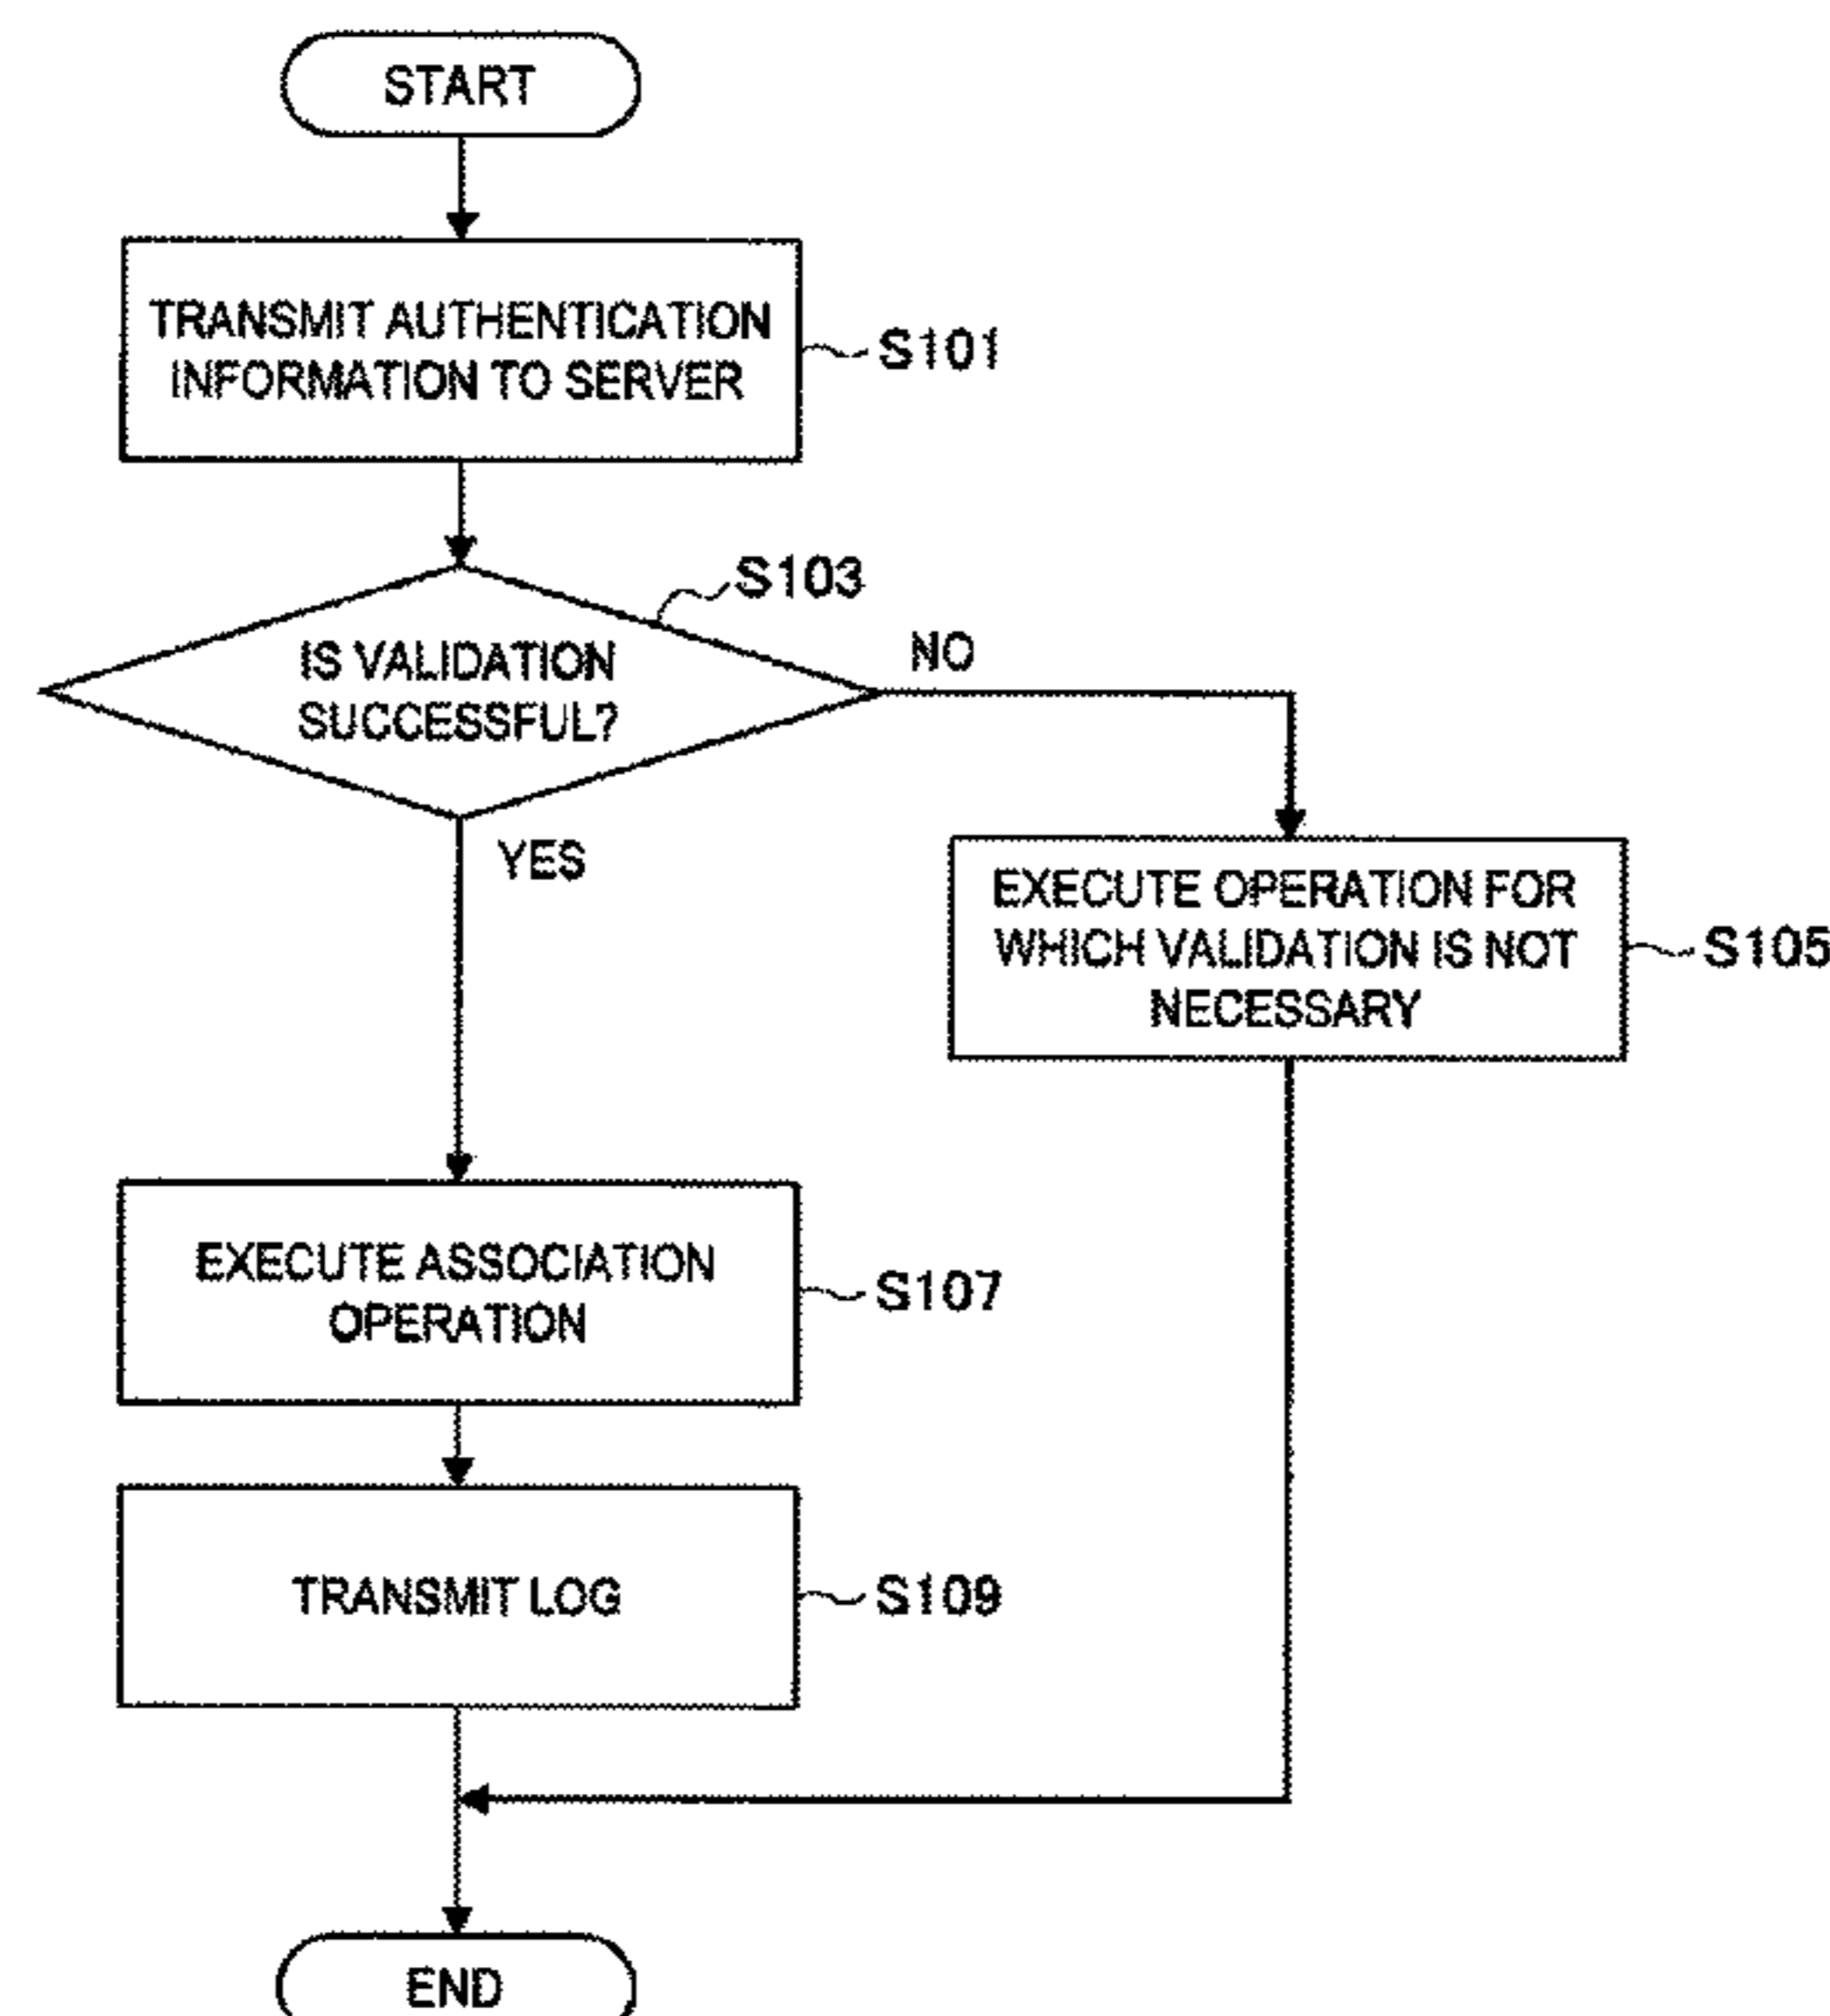 START
TRANSMIT AUTHENTICATION
INFORMATION TO SERVER
S101
S103
IS VALIDATION
SUCCESSFUL?
NO
YES
EXECUTE OPERATION FOR
WHICH VALIDATION IS NOT
NECESSARY
S105
EXECUTE ASSOCIATION
OPERATION
S107
TRANSMIT LOG
S109
END